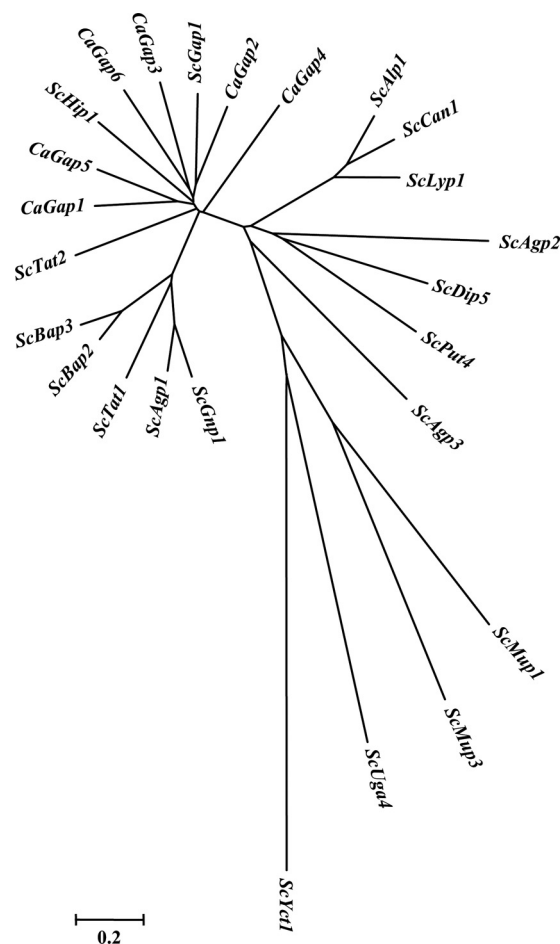 CaGap6
CaGap3
ScGap1
CaGap2
CaGap4
ScAlp1
ScCan1
ScLyp1
ScHip1
CaGap5
CaGap1
ScTat2
ScAgp2
ScDip5
ScPut4
ScAgp3
ScBap3
ScBap2
ScTat1
ScAgp1
ScGnp1
ScMup1
ScMup3
ScUga4
ScYct1
0.2